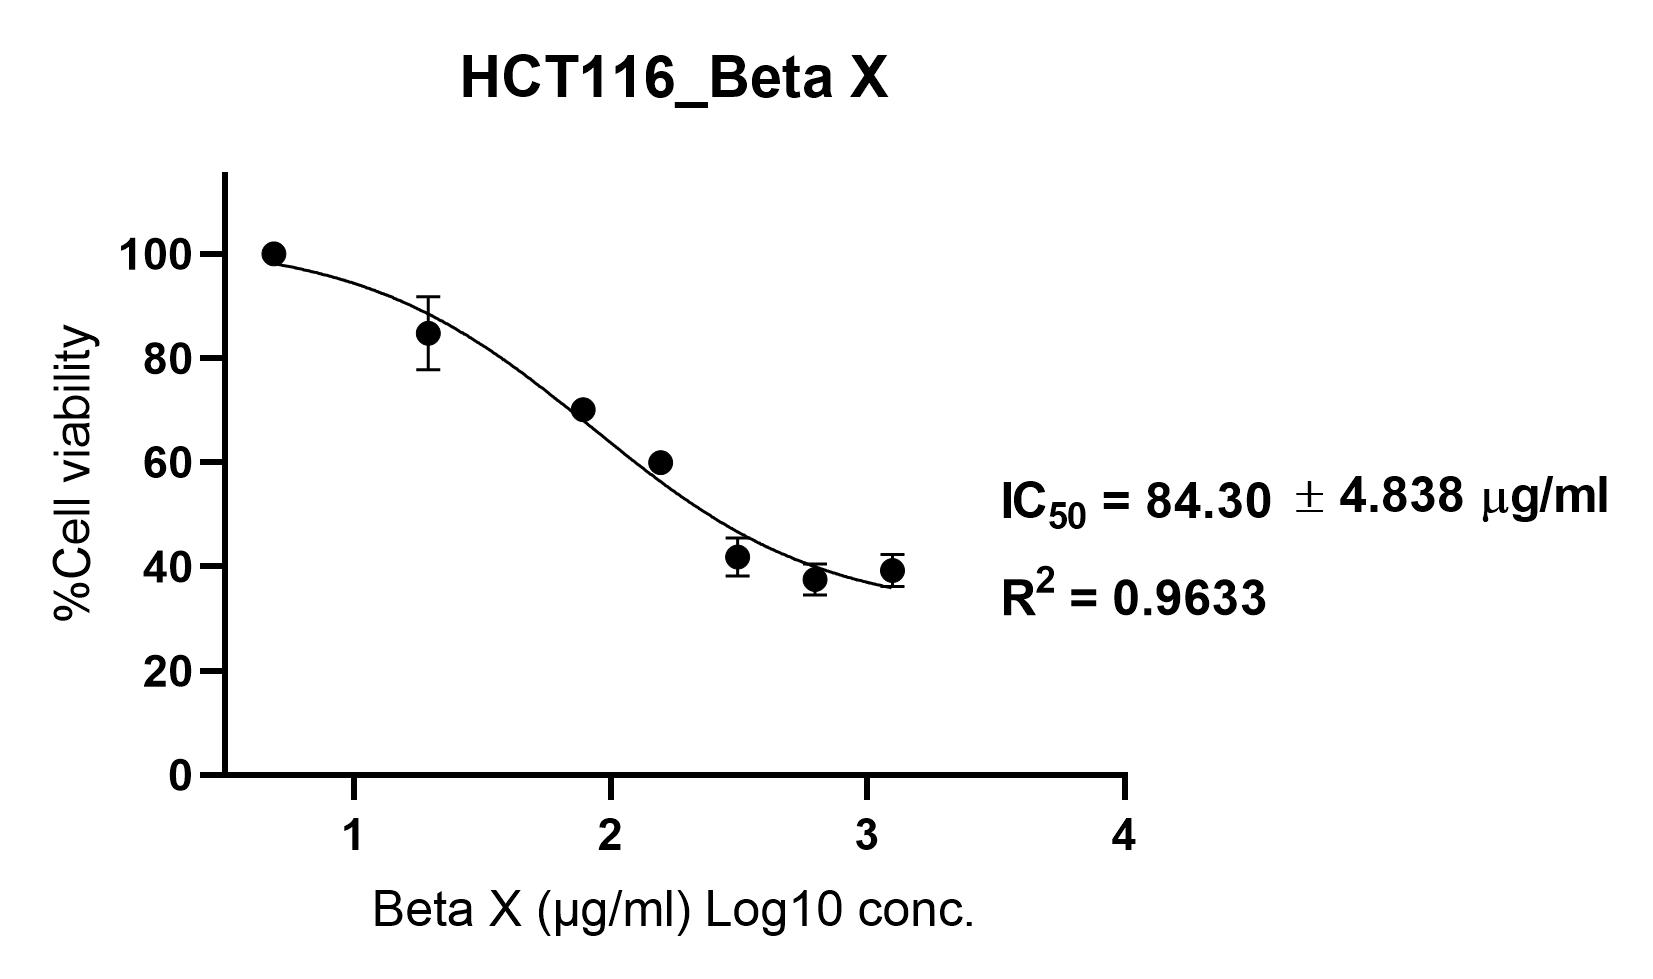 HCT116_Beta X
%Cell viability
100
80
60
40
20
0
1 2 3 4
Beta X (µg/ml) Log10 conc.
IC50 = 84.30 ± 4.838 µg/ml
R2 = 0.9633